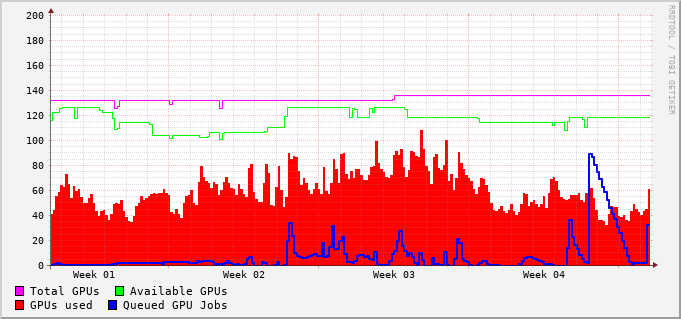 200
180
160
140
120
100
80
60
40
20
0
Week 01 Week 02 Week 03 Week 04
Total GPUs Available GPUs
GPUs used Queued GPU Jobs
RRDTOOL / TOBI OETIKER